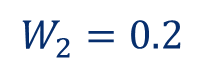 W₂ = 0.2